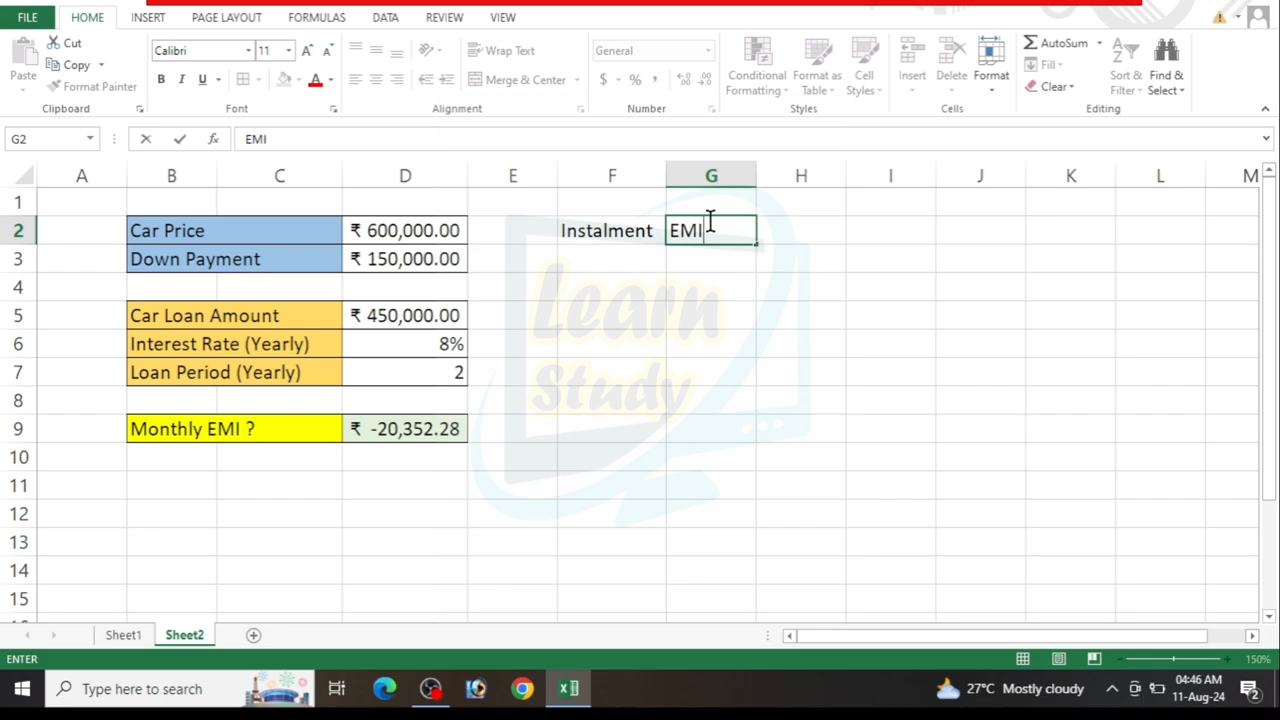 FILE HOME INSERT PAGE LAYOUT FORMULAS DATA REVIEW VIEW
Paste Cut Copy Format Painter Clipboard
Calibri 11 B I U A Font
Wrap Text Merge & Center Alignment
General $ % , Number
Conditional Formatting Format as Table Cell Styles Styles
Insert Delete Format Cells
AutoSum Fill Clear Sort & Filter Find & Select Editing
G2 fx EMI
A B C D E F G H I J K L M
1
2 Car Price ₹ 600,000.00 Instalment EMI
3 Down Payment ₹ 150,000.00
4
5 Car Loan Amount ₹ 450,000.00
6 Interest Rate (Yearly) 8%
7 Loan Period (Yearly) 2
8
9 Monthly EMI ? ₹ -20,352.28
10
11
12
13
14
15
Learn
Study
Sheet1 Sheet2
ENTER 150%
Type here to search 27°C Mostly cloudy 04:46 AM
11-Aug-24 2